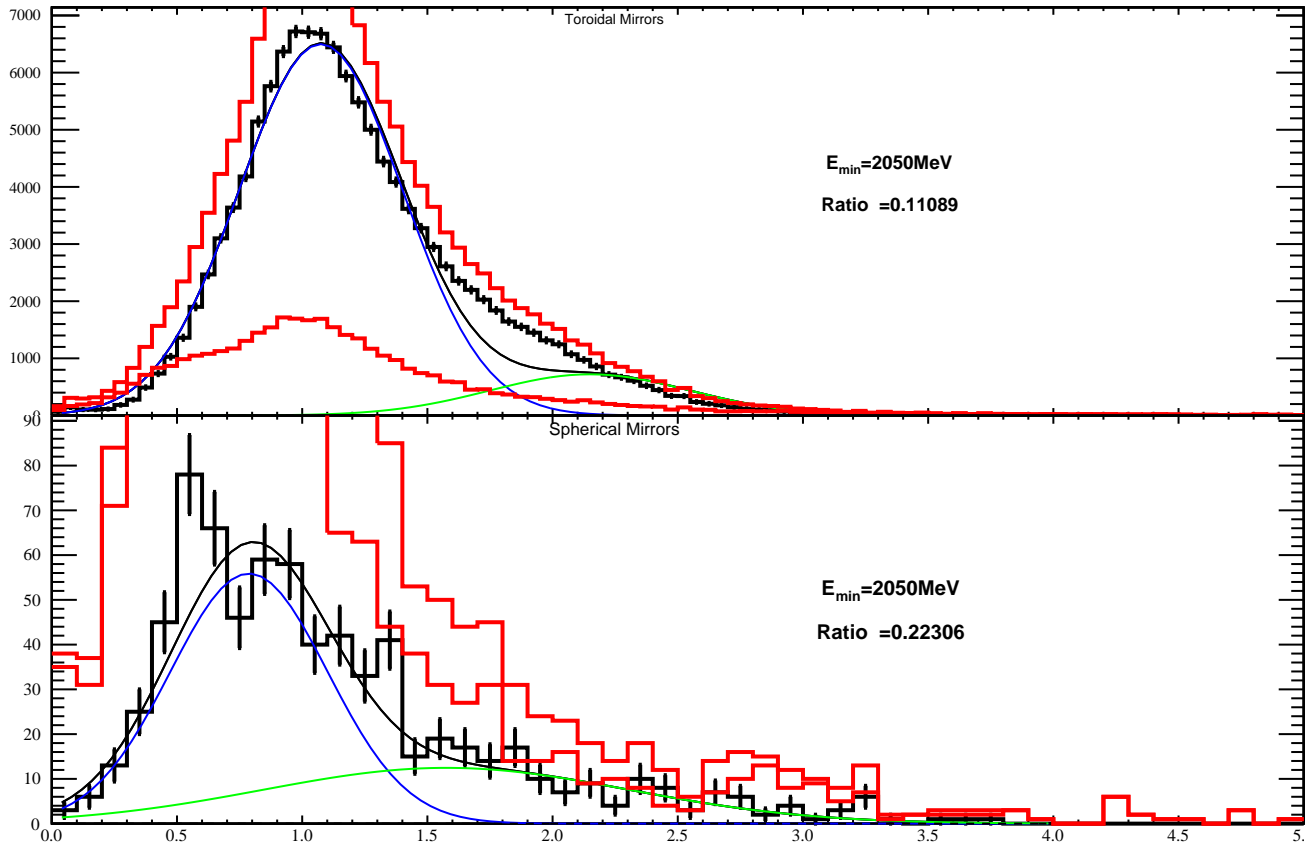 7000
Toroidal Mirrors
6000
5000
E_min=2050MeV
4000
Ratio =0.11089
3000
2000
1000
0
90
Spherical Mirrors
80
70
60
50
E_min=2050MeV
Ratio =0.22306
40
30
20
10
0
0.0 0.5 1.0 1.5 2.0 2.5 3.0 3.5 4.0 4.5 5.